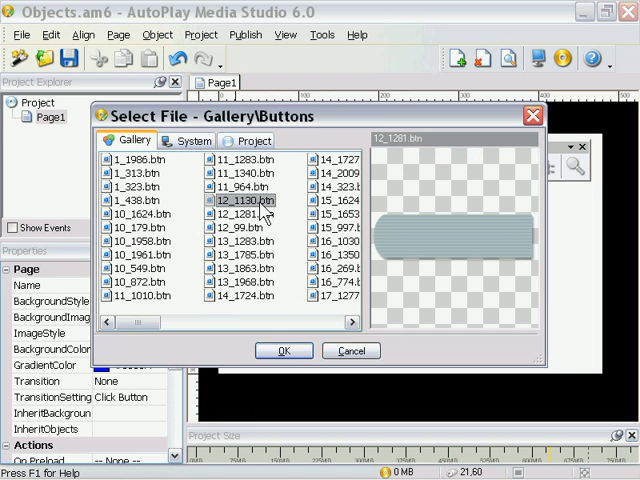 Objects.am6 - AutoPlay Media Studio 6.0
File Edit Align Page Object Project Publish View Tools Help
Project Explorer
Page1
Project
Page1
Show Events
Properties
Page
Name
BackgroundStyle
BackgroundImag
ImageStyle
BackgroundColo
GradientColor
Transition None
TransitionSetting Click Button
InheritBackgroun
InheritObjects
Actions
On Preload -- None --
Select File - Gallery\Buttons
Gallery System Project
1_1986.btn 11_1283.btn 14_1727
1_313.btn 11_1340.btn 14_2009
1_323.btn 11_964.btn 14_323.l
1_438.btn 12_1130.btn 15_1624
10_1624.btn 12_1281. 15_1653
10_179.btn 12_99.btn 15_997.
10_1958.btn 13_1283.btn 16_1030
10_1961.btn 13_1785.btn 16_1350
10_549.btn 13_1863.btn 16_269.
10_872.btn 13_1968.btn 16_774.
11_1010.btn 14_1724.btn 17_1277
12_1281.btn
OK Cancel
Project Size
Press F1 for Help
0 MB
21,60